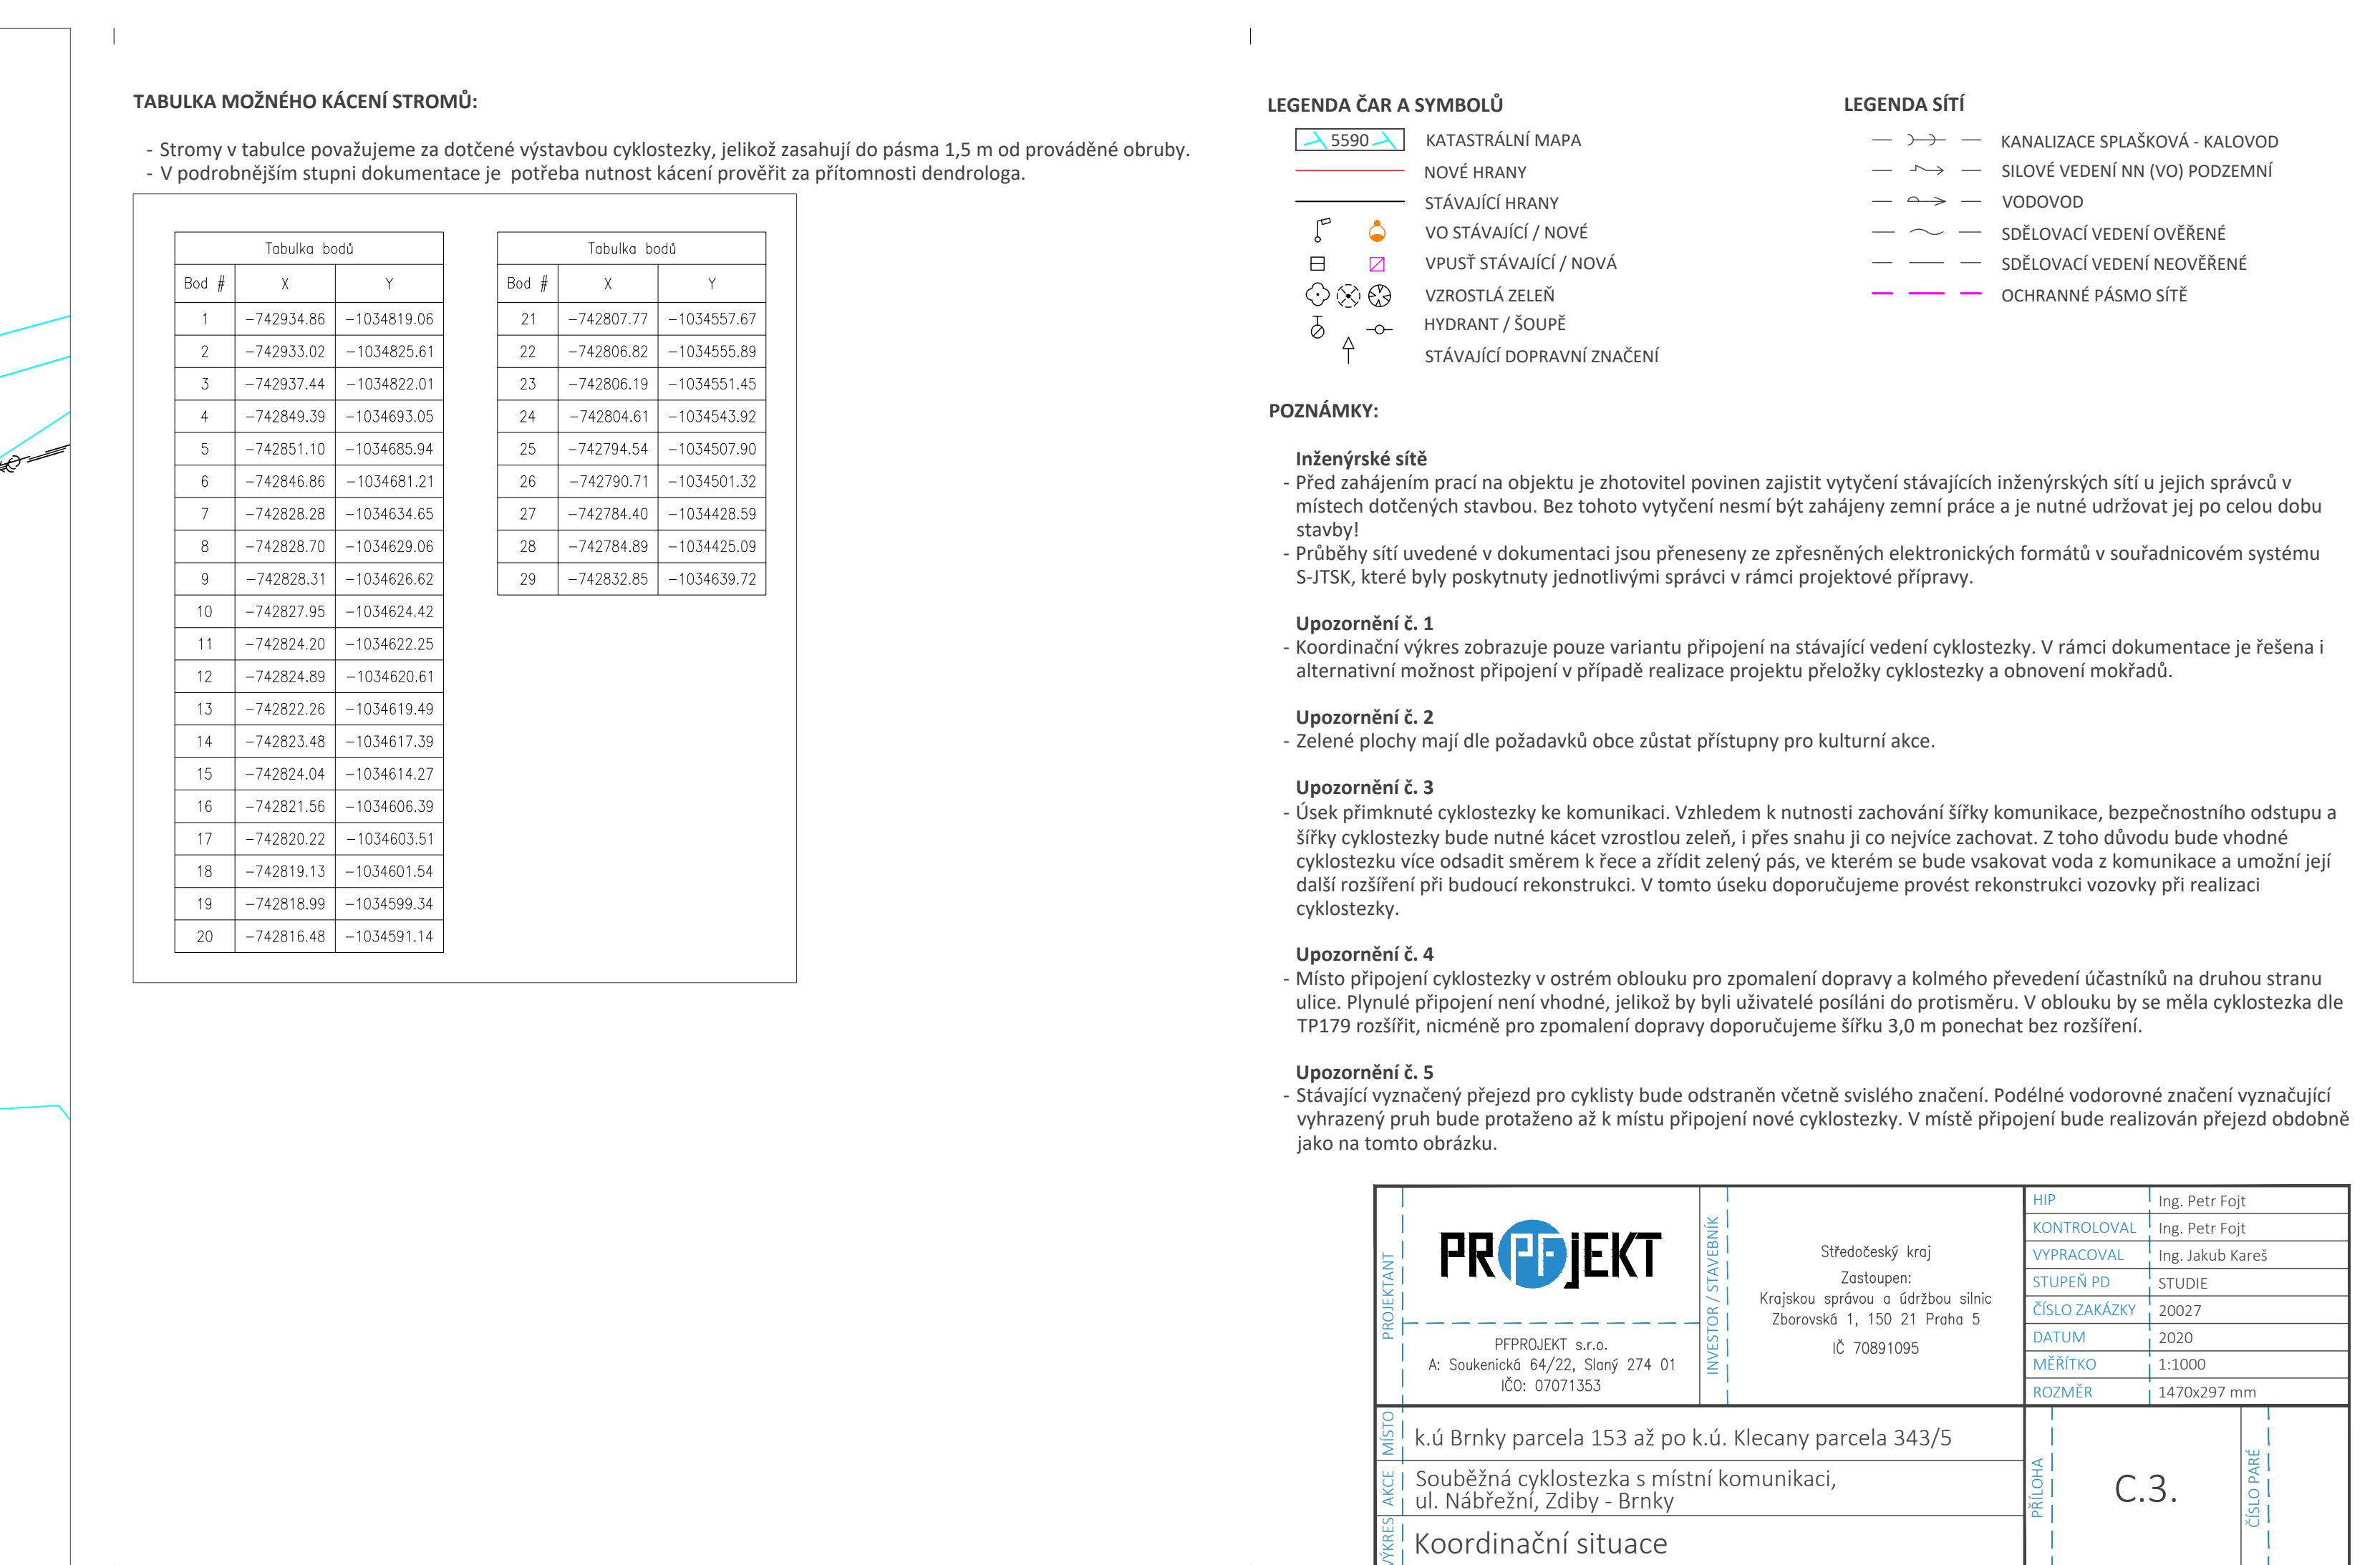 TABULKA MOŽNÉHO KÁCENÍ STROMŮ:
- Stromy v tabulce považujeme za dotčené výstavbou cyklostezky, jelikož zasahují do pásma 1,5 m od prováděné obruby.
- V podrobnějším stupni dokumentace je potřeba nutnost kácení prověřit za přítomnosti dendrologa.
Tabulka bodů
Bod # X Y
1 −742934.86 −1034819.06
2 −742933.02 −1034825.61
3 −742937.44 −1034822.01
4 −742849.39 −1034693.05
5 −742851.10 −1034685.94
6 −742846.86 −1034681.21
7 −742828.28 −1034634.65
8 −742828.70 −1034629.06
9 −742828.31 −1034626.62
10 −742827.95 −1034624.42
11 −742824.20 −1034622.25
12 −742824.89 −1034620.61
13 −742822.26 −1034619.49
14 −742823.48 −1034617.39
15 −742824.04 −1034614.27
16 −742821.56 −1034606.39
17 −742820.22 −1034603.51
18 −742819.13 −1034601.54
19 −742818.99 −1034599.34
20 −742816.48 −1034591.14
Tabulka bodů
Bod # X Y
21 −742807.77 −1034557.67
22 −742806.82 −1034555.89
23 −742806.19 −1034551.45
24 −742804.61 −1034543.92
25 −742794.54 −1034507.90
26 −742790.71 −1034501.32
27 −742784.40 −1034428.59
28 −742784.89 −1034425.09
29 −742832.85 −1034639.72
LEGENDA ČAR A SYMBOLŮ
5590 KATASTRÁLNÍ MAPA
NOVÉ HRANY
STÁVAJÍCÍ HRANY
VO STÁVAJÍCÍ / NOVÉ
VPUSŤ STÁVAJÍCÍ / NOVÁ
VZROSTLÁ ZELEŇ
HYDRANT / ŠOUPĚ
STÁVAJÍCÍ DOPRAVNÍ ZNAČENÍ
LEGENDA SÍTÍ
KANALIZACE SPLAŠKOVÁ - KALOVOD
SILOVÉ VEDENÍ NN (VO) PODZEMNÍ
VODOVOD
SDĚLOVACÍ VEDENÍ OVĚŘENÉ
SDĚLOVACÍ VEDENÍ NEOVĚŘENÉ
OCHRANNÉ PÁSMO SÍTĚ
POZNÁMKY:
Inženýrské sítě
- Před zahájením prací na objektu je zhotovitel povinen zajistit vytyčení stávajících inženýrských sítí u jejich správců v
místech dotčených stavbou. Bez tohoto vytyčení nesmí být zahájeny zemní práce a je nutné udržovat jej po celou dobu
stavby!
- Průběhy sítí uvedené v dokumentaci jsou přeneseny ze zpřesněných elektronických formátů v souřadnicovém systému
S-JTSK, které byly poskytnuty jednotlivými správci v rámci projektové přípravy.
Upozornění č. 1
- Koordinační výkres zobrazuje pouze variantu připojení na stávající vedení cyklostezky. V rámci dokumentace je řešena i
alternativní možnost připojení v případě realizace projektu přeložky cyklostezky a obnovení mokřadů.
Upozornění č. 2
- Zelené plochy mají dle požadavků obce zůstat přístupny pro kulturní akce.
Upozornění č. 3
- Úsek přimknuté cyklostezky ke komunikaci. Vzhledem k nutnosti zachování šířky komunikace, bezpečnostního odstupu a
šířky cyklostezky bude nutné kácet vzrostlou zeleň, i přes snahu ji co nejvíce zachovat. Z toho důvodu bude vhodné
cyklostezku více odsadit směrem k řece a zřídit zelený pás, ve kterém se bude vsakovat voda z komunikace a umožní její
další rozšíření při budoucí rekonstrukci. V tomto úseku doporučujeme provést rekonstrukci vozovky při realizaci
cyklostezky.
Upozornění č. 4
- Místo připojení cyklostezky v ostrém oblouku pro zpomalení dopravy a kolmého převedení účastníků na druhou stranu
ulice. Plynulé připojení není vhodné, jelikož by byli uživatelé posíláni do protisměru. V oblouku by se měla cyklostezka dle
TP179 rozšířit, nicméně pro zpomalení dopravy doporučujeme šířku 3,0 m ponechat bez rozšíření.
Upozornění č. 5
- Stávající vyznačený přejezd pro cyklisty bude odstraněn včetně svislého značení. Podélné vodorovné značení vyznačující
vyhrazený pruh bude protaženo až k místu připojení nové cyklostezky. V místě připojení bude realizován přejezd obdobně
jako na tomto obrázku.
PROJEKTANT
PRPFJEKT
PFPROJEKT s.r.o.
A: Soukenická 64/22, Slaný 274 01
IČO: 07071353
INVESTOR / STAVEBNÍK
Středočeský kraj
Zastoupen:
Krajskou správou a údržbou silnic
Zborovská 1, 150 21 Praha 5
IČ 70891095
HIP Ing. Petr Fojt
KONTROLOVAL Ing. Petr Fojt
VYPRACOVAL Ing. Jakub Kareš
STUPEŇ PD STUDIE
ČÍSLO ZAKÁZKY 20027
DATUM 2020
MĚŘÍTKO 1:1000
ROZMĚR 1470x297 mm
MÍSTO k.ú Brnky parcela 153 až po k.ú. Klecany parcela 343/5
AKCE Souběžná cyklostezka s místní komunikaci,
ul. Nábřežní, Zdiby - Brnky
VÝKRES Koordinační situace
PŘÍLOHA C.3.
ČÍSLO PARÉ